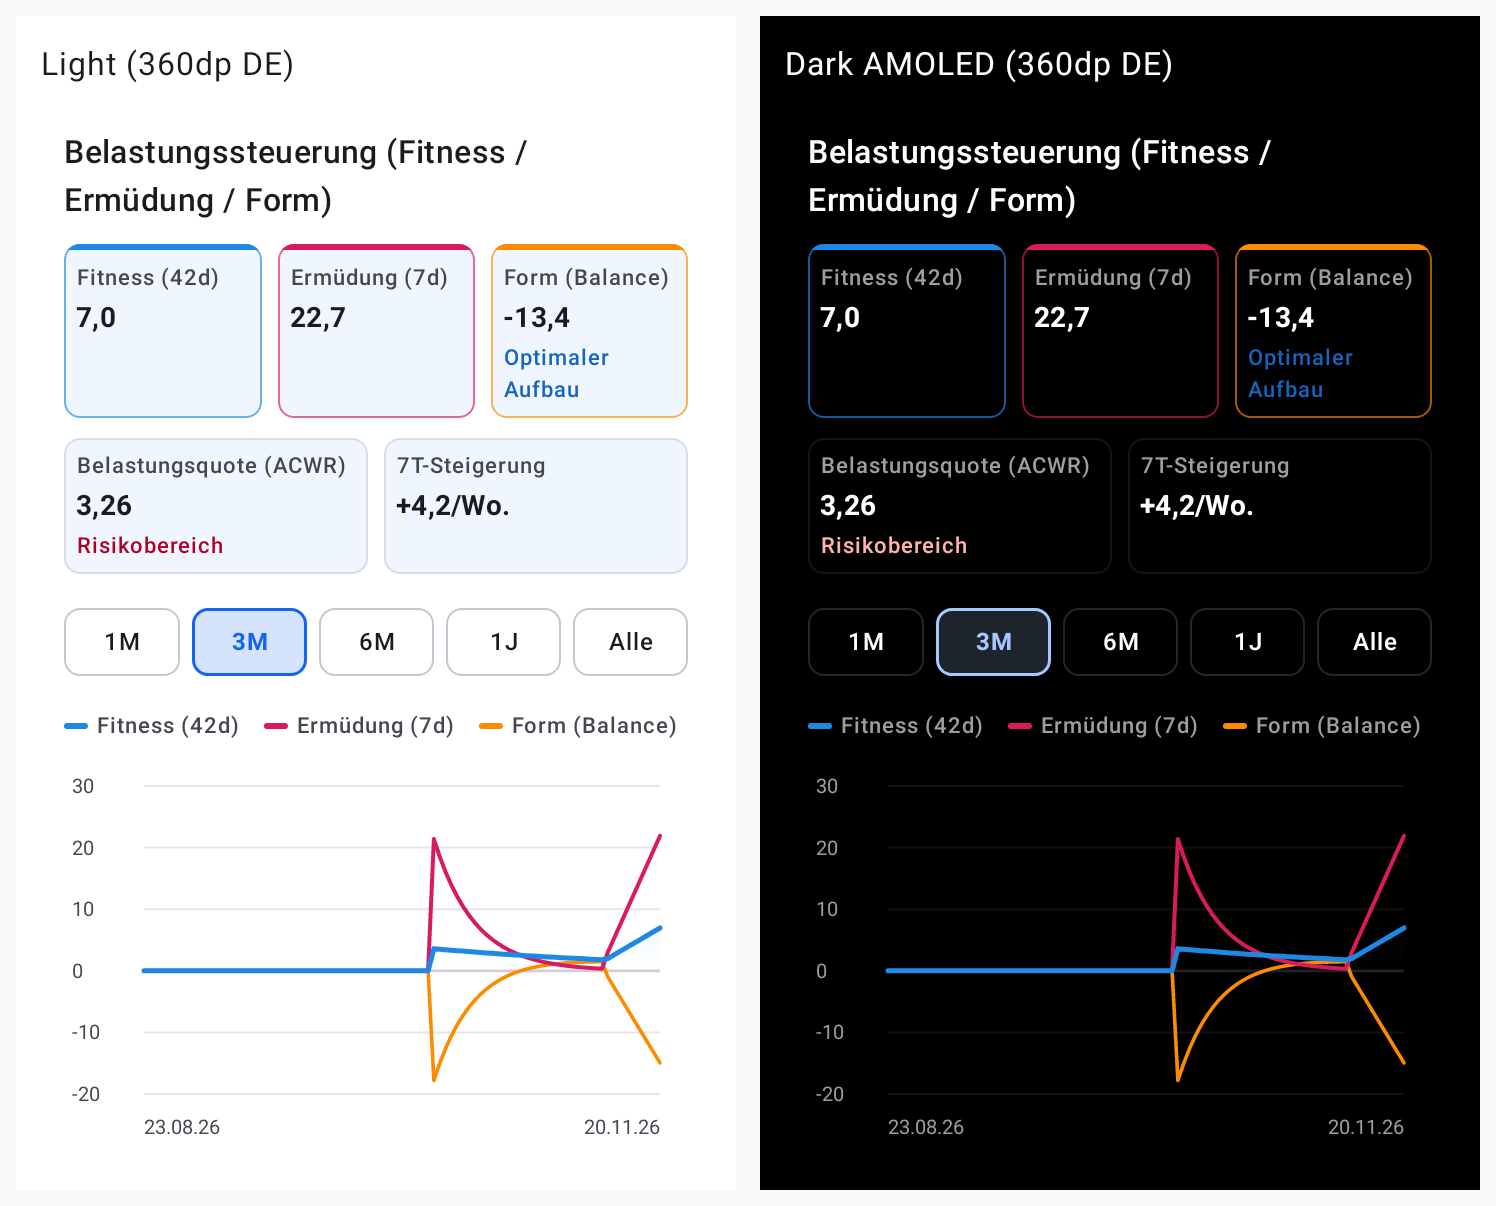 Light (360dp DE)
Belastungssteuerung (Fitness /
Ermüdung / Form)
Fitness (42d)
7,0
Ermüdung (7d)
22,7
Form (Balance)
-13,4
Optimaler
Aufbau
Belastungsquote (ACWR)
3,26
Risikobereich
7T-Steigerung
+4,2/Wo.
1M
3M
6M
1J
Alle
Fitness (42d)
Ermüdung (7d)
Form (Balance)
30
20
10
0
-10
-20
23.08.26
20.11.26
Dark AMOLED (360dp DE)
Belastungssteuerung (Fitness /
Ermüdung / Form)
Fitness (42d)
7,0
Ermüdung (7d)
22,7
Form (Balance)
-13,4
Optimaler
Aufbau
Belastungsquote (ACWR)
3,26
Risikobereich
7T-Steigerung
+4,2/Wo.
1M
3M
6M
1J
Alle
Fitness (42d)
Ermüdung (7d)
Form (Balance)
30
20
10
0
-10
-20
23.08.26
20.11.26